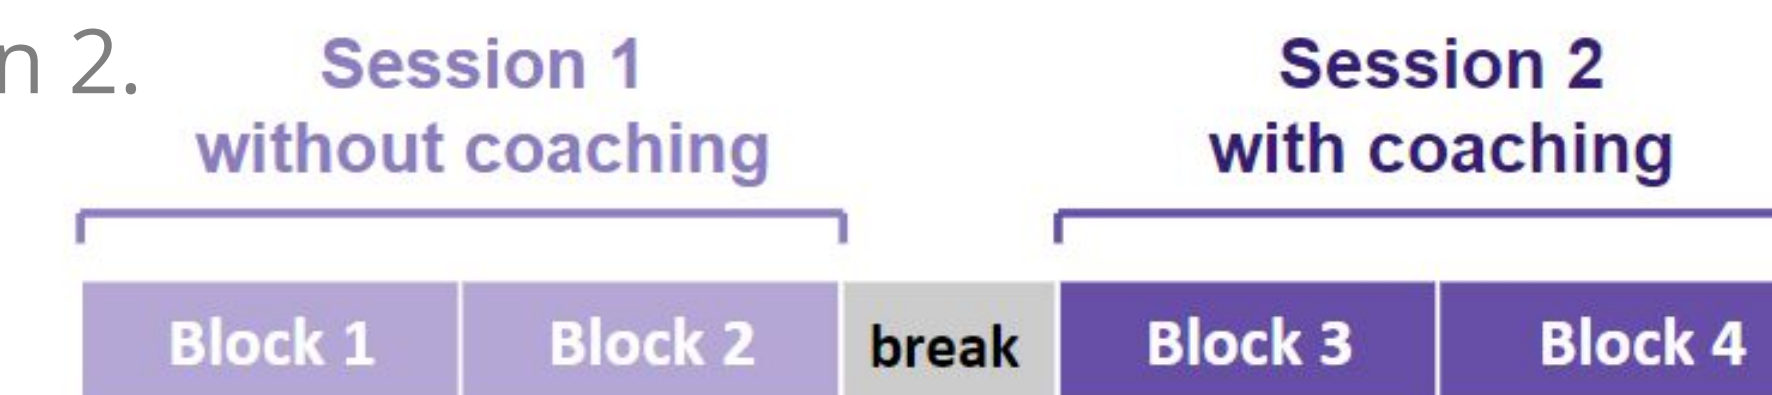 n 2.
Session 1
without coaching
Session 2
with coaching
Block 1 Block 2 break Block 3 Block 4